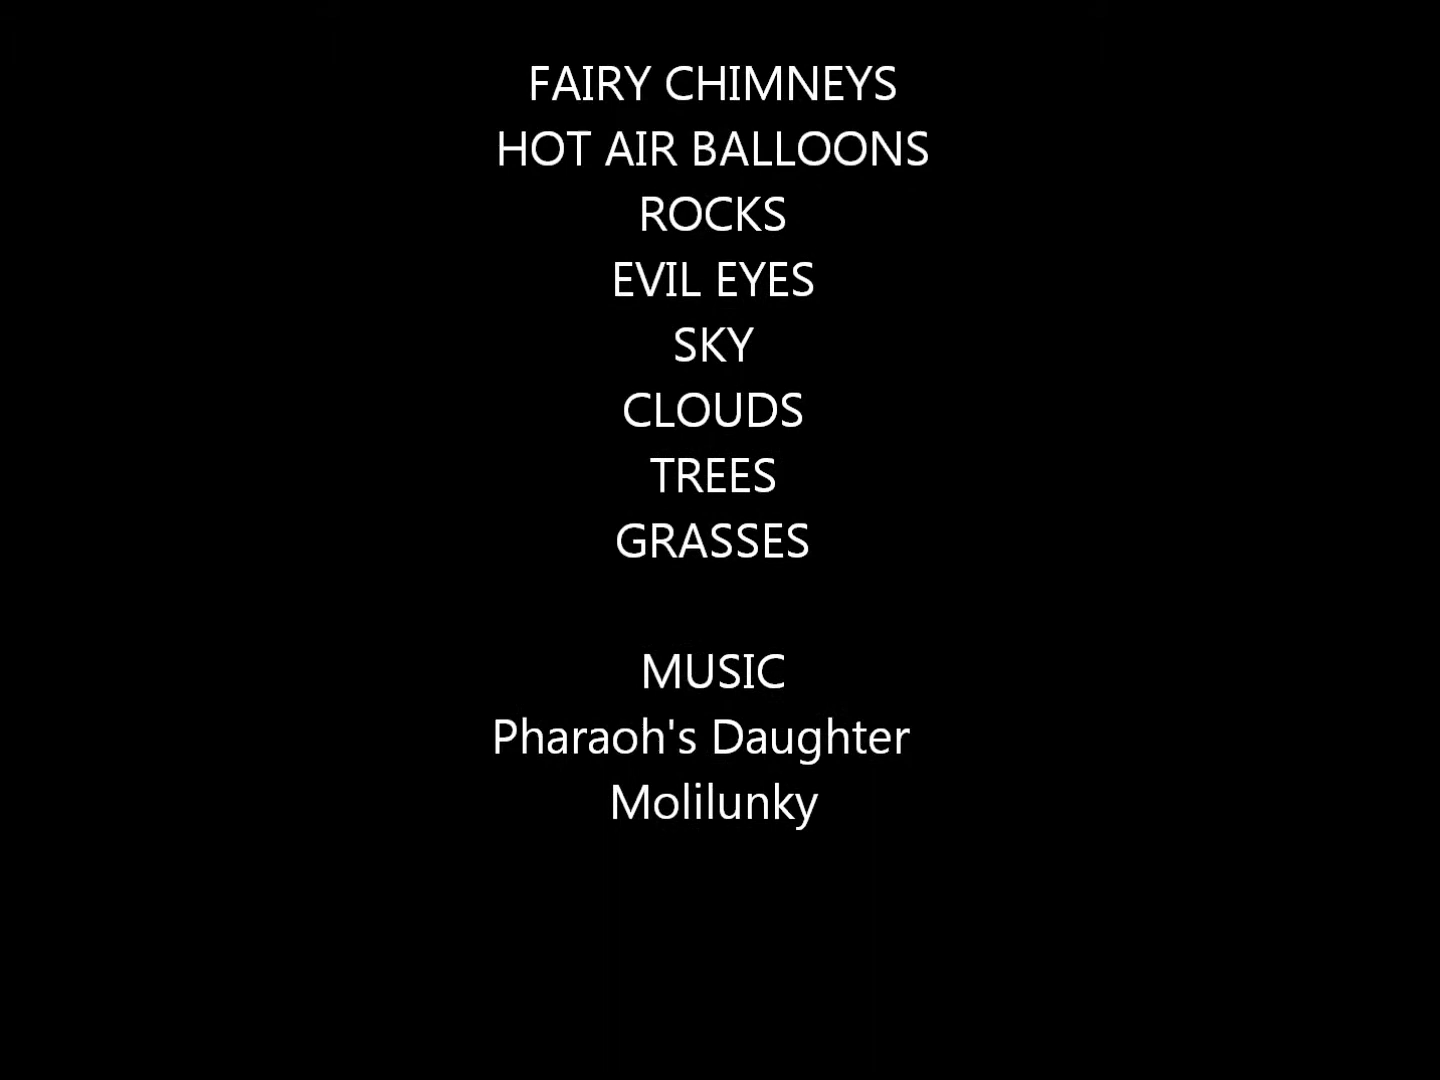 FAIRY CHIMNEYS
HOT AIR BALLOONS
ROCKS
EVIL EYES
SKY
CLOUDS
TREES
GRASSES
MUSIC
Pharaoh's Daughter
Molilunky